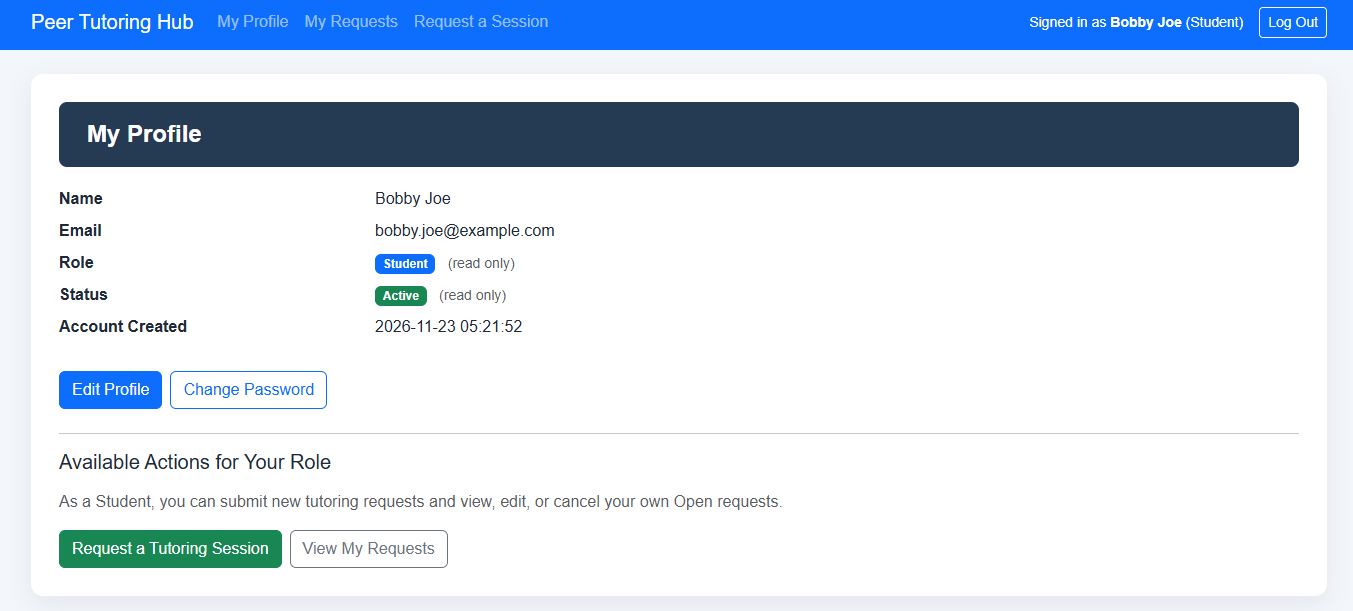 Peer Tutoring Hub My Profile My Requests Request a Session Signed in as Bobby Joe (Student) Log Out
My Profile
Name Bobby Joe
Email bobby.joe@example.com
Role Student (read only)
Status Active (read only)
Account Created 2026-11-23 05:21:52
Edit Profile Change Password
Available Actions for Your Role
As a Student, you can submit new tutoring requests and view, edit, or cancel your own Open requests.
Request a Tutoring Session View My Requests